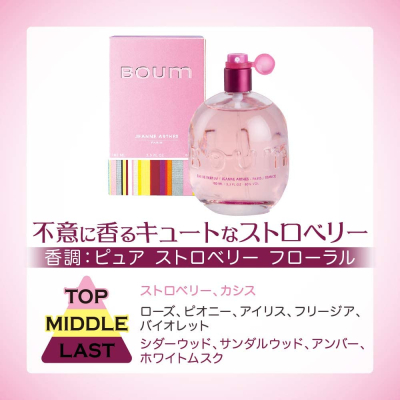 BOUM
JEANNE ARTHES
PARIS
BOUM
不意に香るキュートなストロベリー
香調：ピュア ストロベリー フローラル
TOP
ストロベリー、カシス
MIDDLE
ローズ、ピオニー、アイリス、フリージア、
バイオレット
LAST
シダーウッド、サンダルウッド、アンバー、
ホワイトムスク